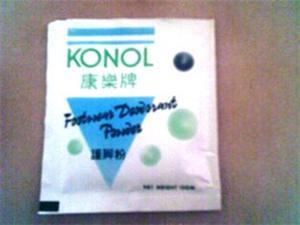 KONOL
康樂牌
Footwear Deodorant
Powder
護脚粉
NET WEIGHT